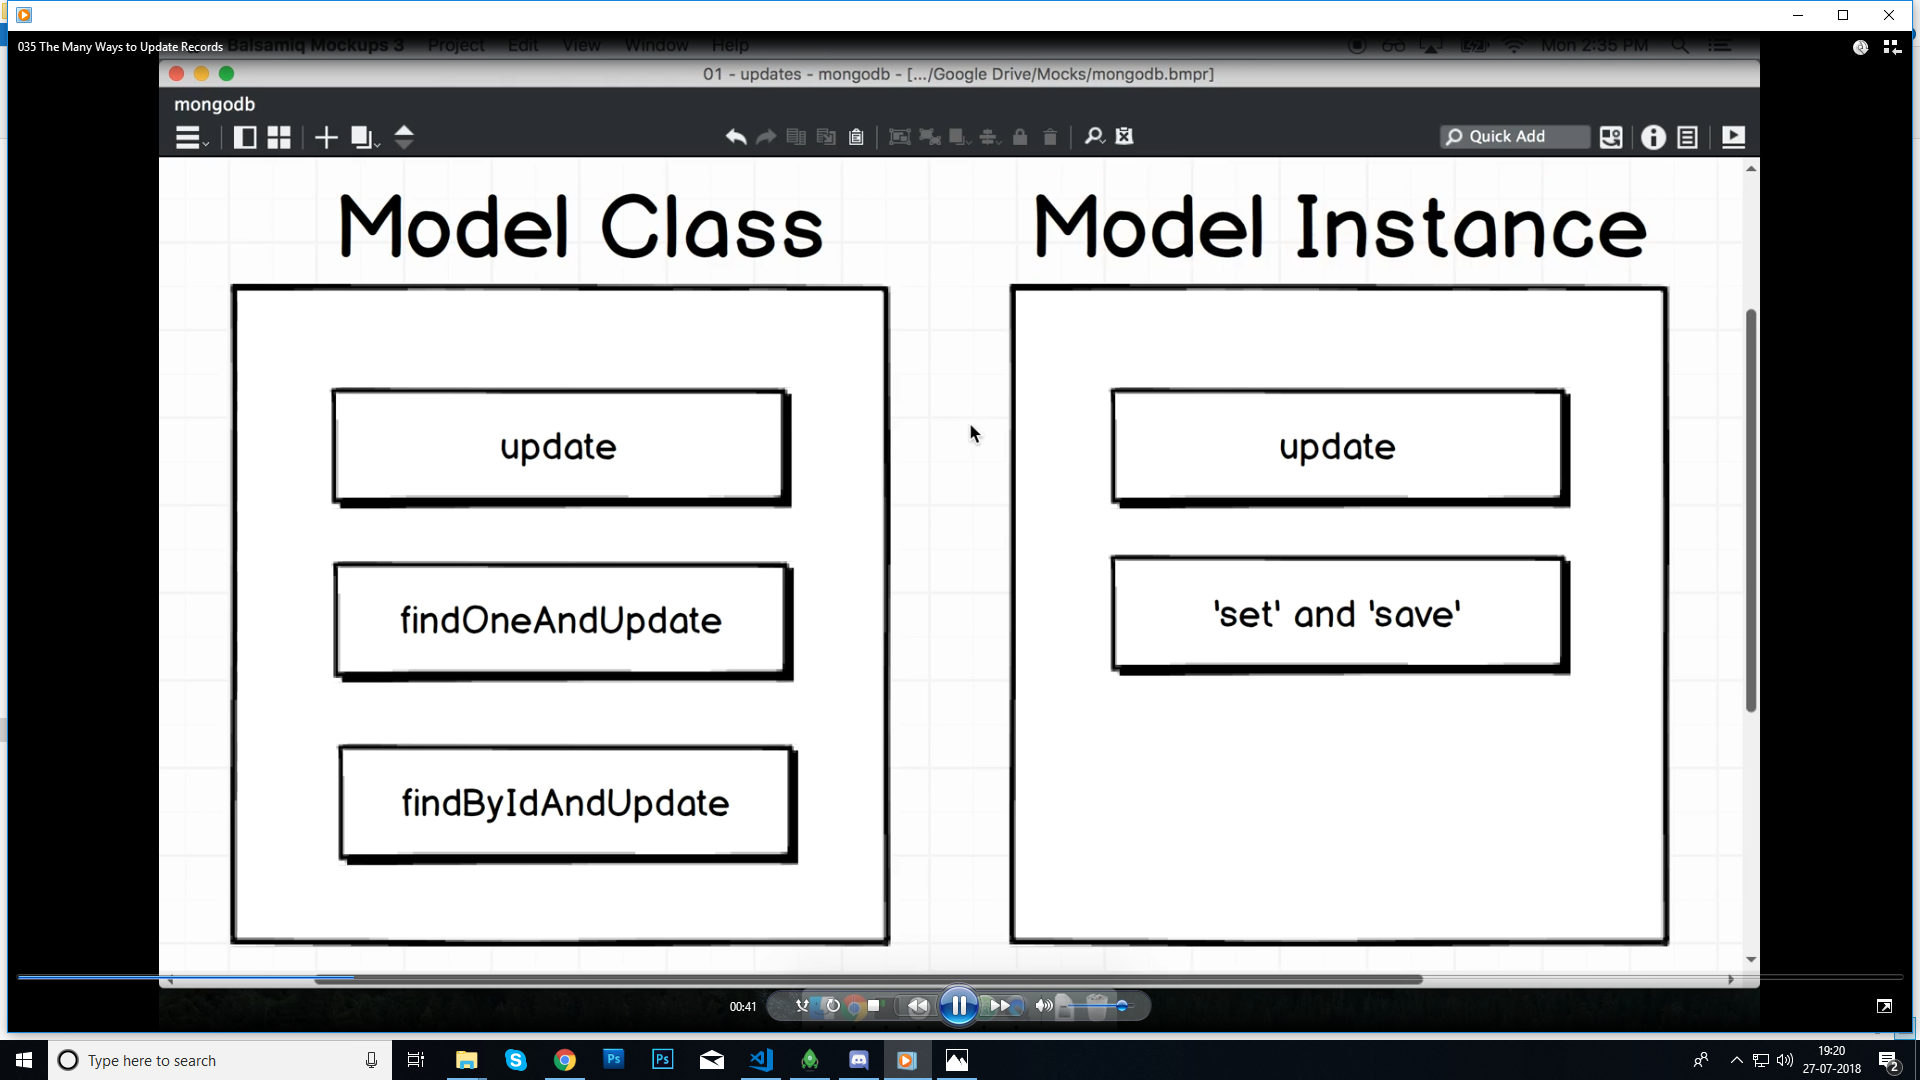 035 The Many Ways to Update Records
Balsamiq Mockups 3 Project Edit View Window Help Mon 2:35 PM
01 - updates - mongodb - [.../Google Drive/Mocks/mongodb.bmpr]
mongodb
Quick Add
Model Class
Model Instance
update
update
findOneAndUpdate
'set' and 'save'
findByIdAndUpdate
00:41
Type here to search
Ps
Ps
19:20
27-07-2018
2